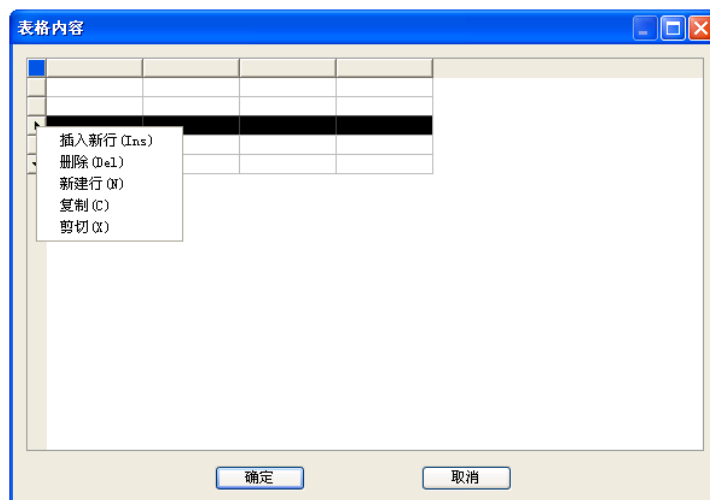 表格内容
插入新行(Ins)
删除(Del)
新建行(N)
复制(C)
剪切(X)
确定
取消